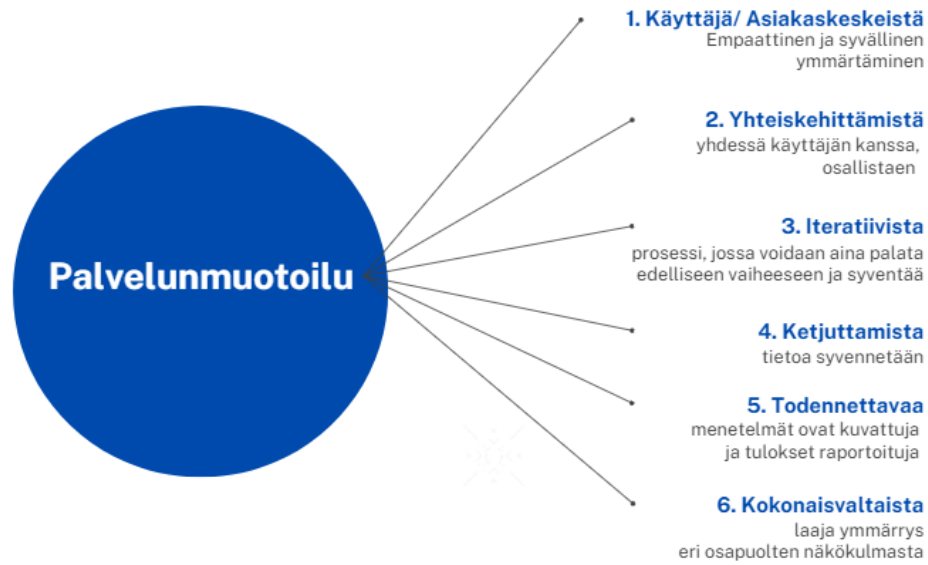 Palvelunmuotoilu
1. Käyttäjä/ Asiakaskeskeistä
Empaattinen ja syvällinen
ymmärtäminen
2. Yhteiskehittämistä
yhdessä käyttäjän kanssa,
osallistaen
3. Iteratiivista
prosessi, jossa voidaan aina palata
edelliseen vaiheeseen ja syventää
4. Ketjuttamista
tietoa syvennetään
5. Todennettavaa
menetelmät ovat kuvattuja
ja tulokset raportoituja
6. Kokonaisvaltaista
laaja ymmärrys
eri osapuolten näkökulmasta